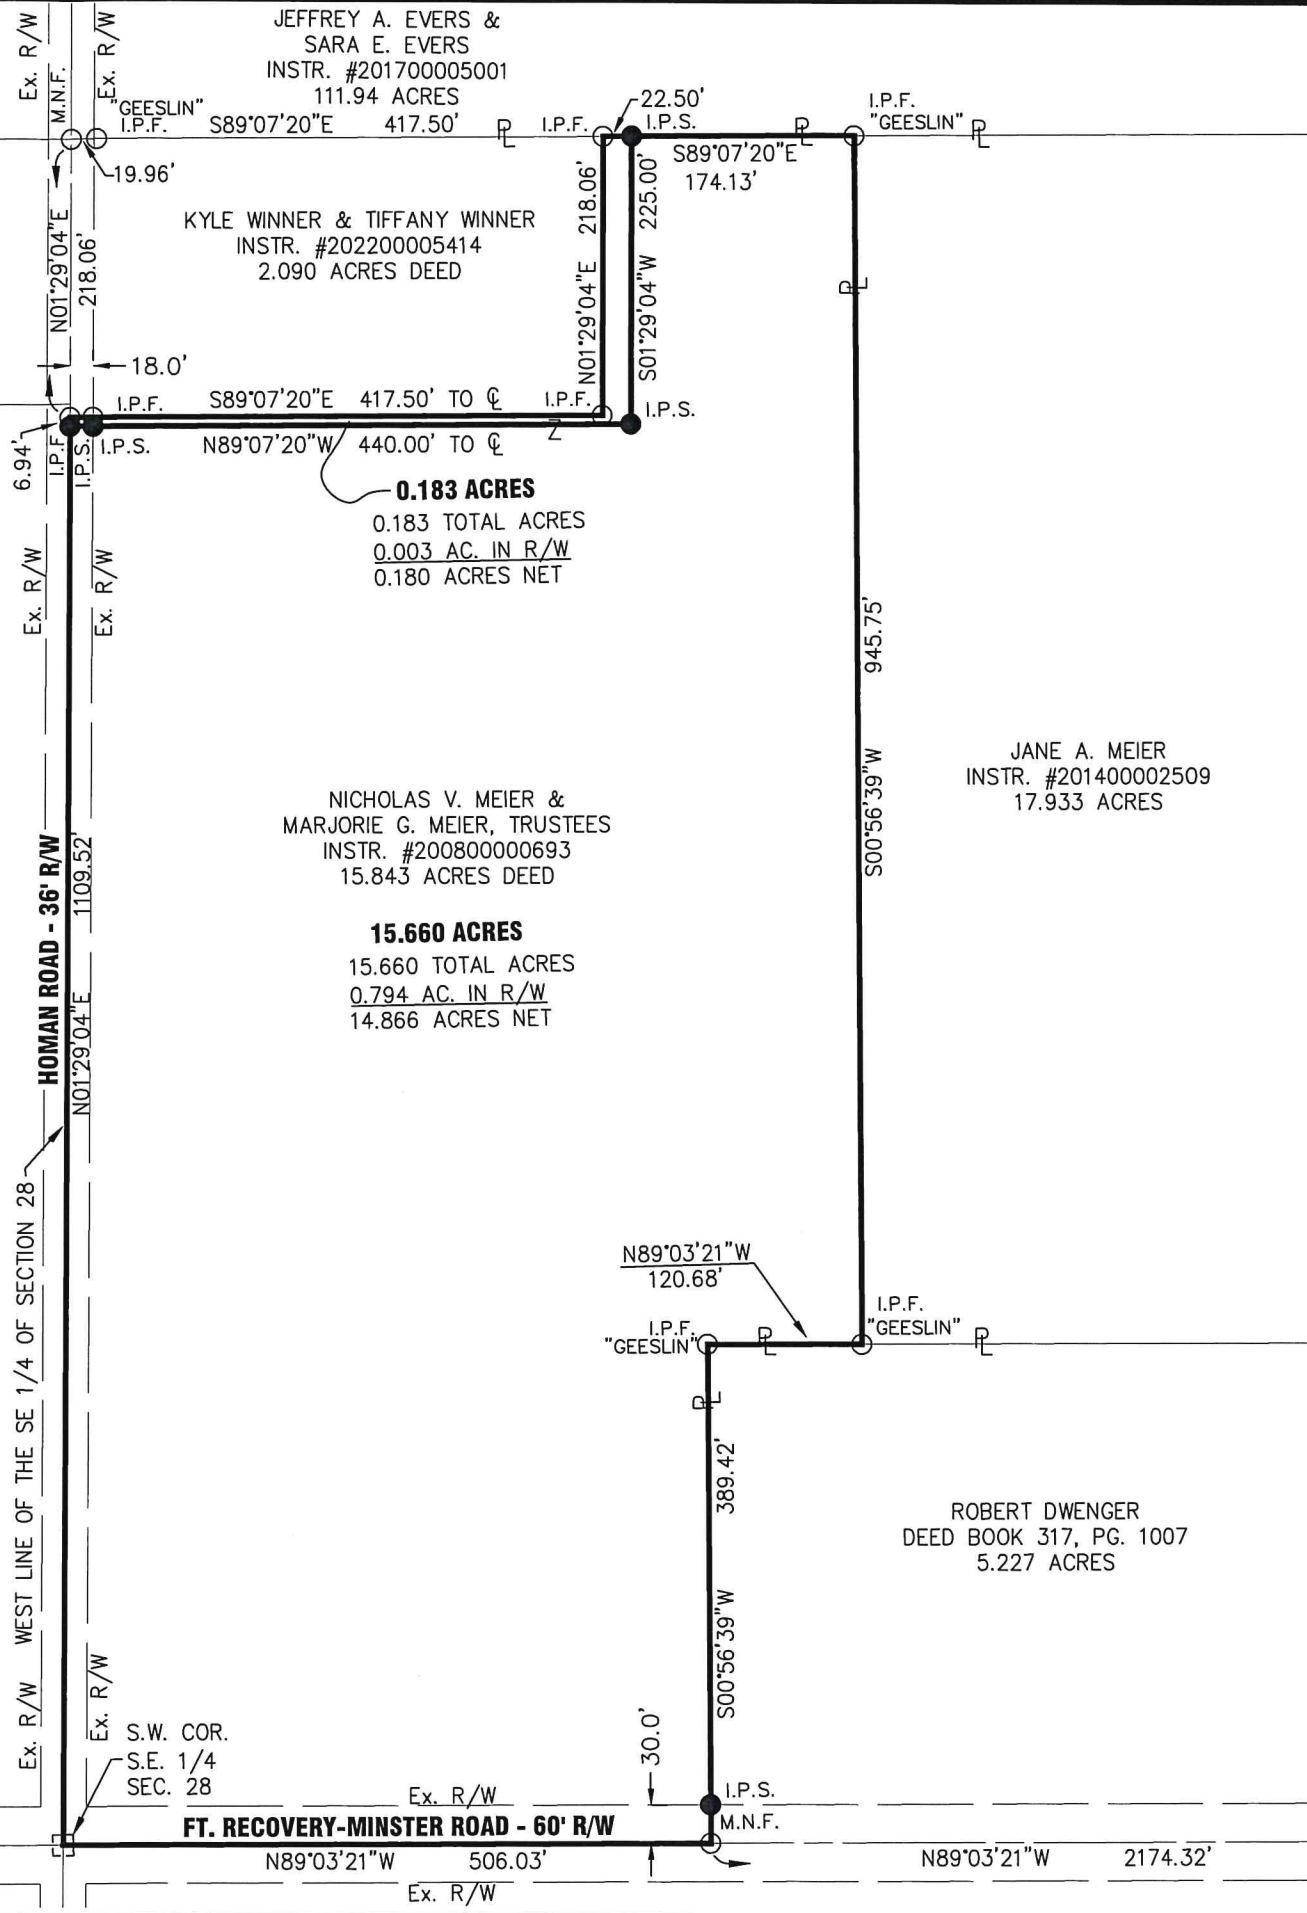 JEFFREY A. EVERS &
SARA E. EVERS
INSTR. #201700005001
111.94 ACRES
Ex. R/W
M.N.F.
Ex. R/W
"GEESLIN"
I.P.F.
S89°07'20"E 417.50'
PL
I.P.F.
22.50'
I.P.S.
PL
I.P.F.
"GEESLIN"
PL
19.96'
S89°07'20"E
174.13'
KYLE WINNER & TIFFANY WINNER
INSTR. #202200005414
2.090 ACRES DEED
N01°29'04"E
218.06'
N01°29'04"E 218.06'
S01°29'04"W 225.00'
PL
18.0'
I.P.F.
S89°07'20"E 417.50' TO CL
I.P.F.
I.P.S.
6.94'
I.P.F.
I.P.S.
I.P.S.
N89°07'20"W 440.00' TO CL
Z
0.183 ACRES
0.183 TOTAL ACRES
0.003 AC. IN R/W
0.180 ACRES NET
Ex. R/W
Ex. R/W
S00°56'39"W 945.75'
JANE A. MEIER
INSTR. #201400002509
17.933 ACRES
NICHOLAS V. MEIER &
MARJORIE G. MEIER, TRUSTEES
INSTR. #200800000693
15.843 ACRES DEED
15.660 ACRES
15.660 TOTAL ACRES
0.794 AC. IN R/W
14.866 ACRES NET
HOMAN ROAD - 36' R/W
N01°29'04"E 1109.52'
WEST LINE OF THE SE 1/4 OF SECTION 28
N89°03'21"W
120.68'
I.P.F.
"GEESLIN"
PL
I.P.F.
"GEESLIN"
PL
PL
S00°56'39"W 389.42'
ROBERT DWENGER
DEED BOOK 317, PG. 1007
5.227 ACRES
Ex. R/W
Ex. R/W
S.W. COR.
S.E. 1/4
SEC. 28
30.0'
I.P.S.
Ex. R/W
FT. RECOVERY-MINSTER ROAD - 60' R/W
M.N.F.
N89°03'21"W 506.03'
N89°03'21"W 2174.32'
Ex. R/W